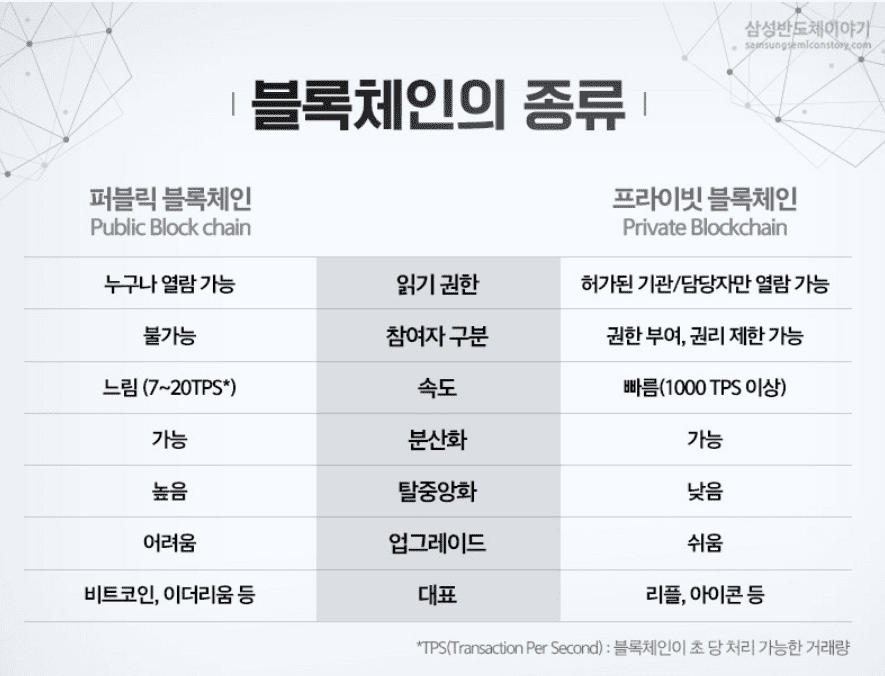 삼성반도체이야기
samsungsemiconstory.com
블록체인의 종류
퍼블릭 블록체인 프라이빗 블록체인
Public Block chain Private Blockchain
누구나 열람 가능 읽기 권한 허가된 기관/담당자만 열람 가능
불가능 참여자 구분 권한 부여, 권리 제한 가능
느림 (7~20TPS*) 속도 빠름(1000 TPS 이상)
가능 분산화 가능
높음 탈중앙화 낮음
어려움 업그레이드 쉬움
비트코인, 이더리움 등 대표 리플, 아이콘 등
*TPS(Transaction Per Second) : 블록체인이 초 당 처리 가능한 거래량